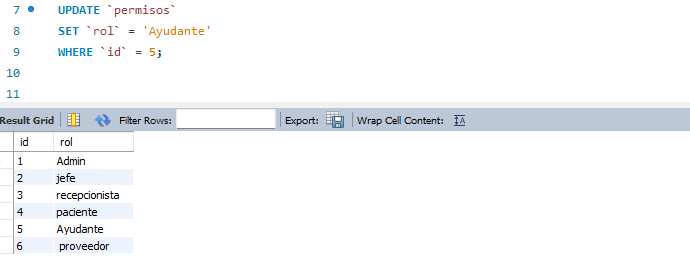 7 UPDATE `permisos`
8 SET `rol` = 'Ayudante'
9 WHERE `id` = 5;
10
11
Result Grid Filter Rows: Export: Wrap Cell Content:
id rol
1 Admin
2 jefe
3 recepcionista
4 paciente
5 Ayudante
6 proveedor